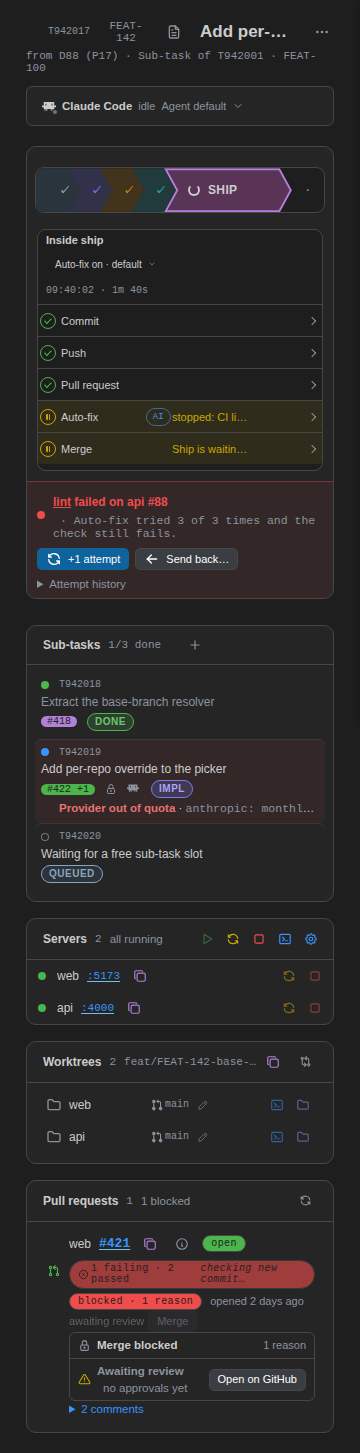 T942017 FEAT-142 Add per-…
from D88 (P17) · Sub-task of T942001 · FEAT-100
Claude Code idle Agent default
SHIP
Inside ship
Auto-fix on · default
09:40:02 · 1m 40s
Commit
Push
Pull request
Auto-fix AI stopped: CI li…
Merge Ship is waitin…
lint failed on api #88
· Auto-fix tried 3 of 3 times and the
check still fails.
+1 attempt Send back…
Attempt history
Sub-tasks 1/3 done
T942018
Extract the base-branch resolver
#418 DONE
T942019
Add per-repo override to the picker
#422 +1 IMPL
Provider out of quota · anthropic: monthl…
T942020
Waiting for a free sub-task slot
QUEUED
Servers 2 all running
web :5173
api :4000
Worktrees 2 feat/FEAT-142-base-…
web main
api main
Pull requests 1 1 blocked
web #421 open
1 failing · 2 passed checking new commit…
blocked · 1 reason opened 2 days ago
awaiting review Merge
Merge blocked 1 reason
Awaiting review
no approvals yet
Open on GitHub
2 comments